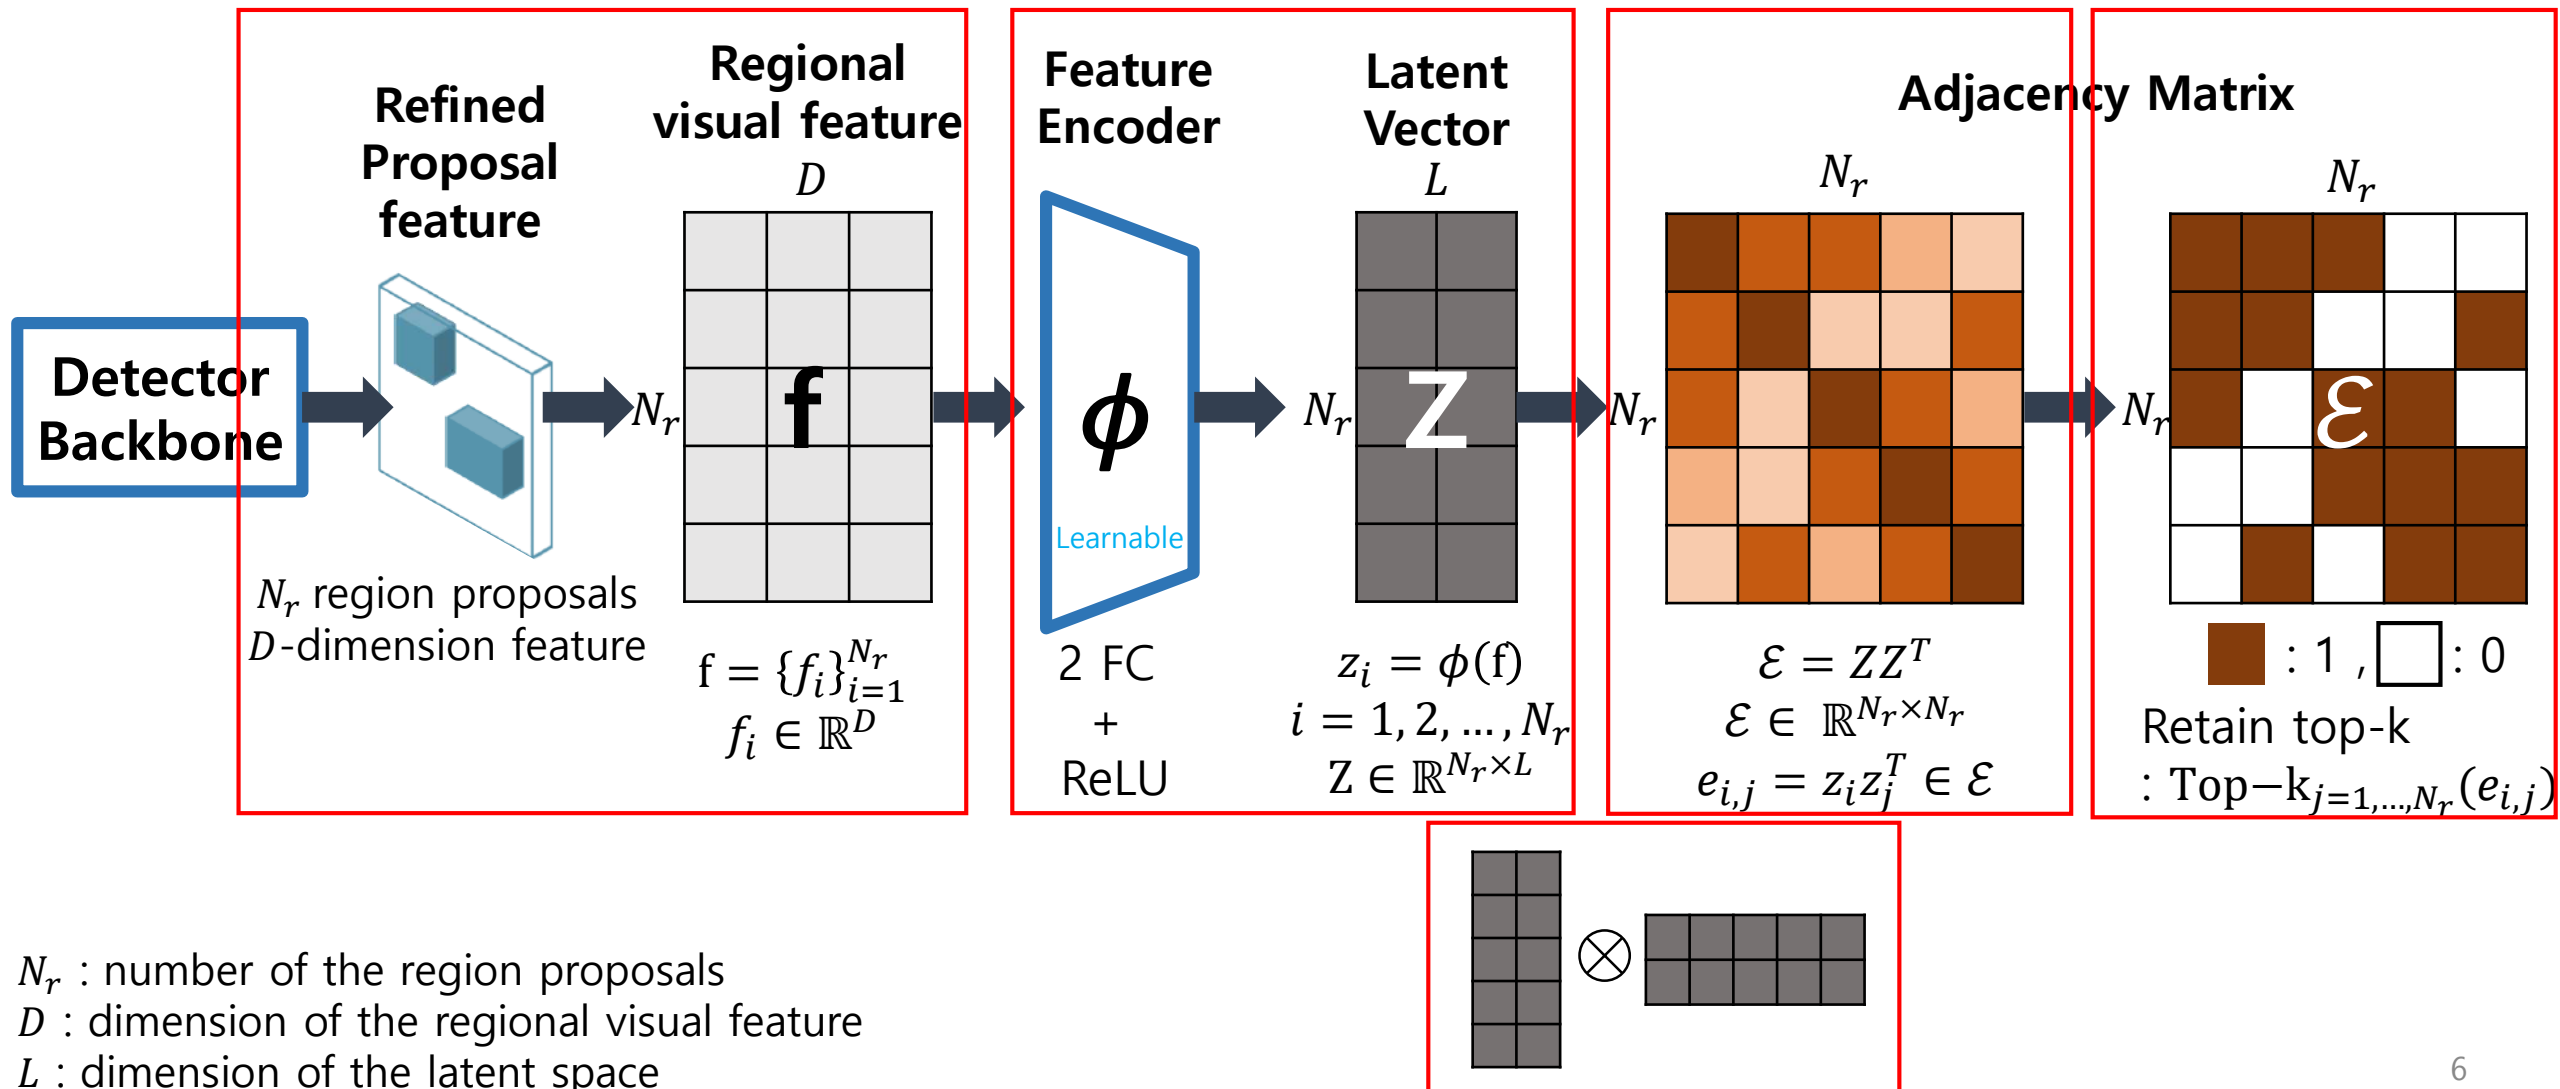 Detector
Backbone
Refined
Proposal
feature
N_r region proposals
D-dimension feature
Regional
visual feature
D
N_r
f
f = {f_i}_{i=1}^{N_r}
f_i ∈ ℝ^D
Feature
Encoder
ϕ
Learnable
2 FC
+
ReLU
Latent
Vector
L
N_r
Z
z_i = ϕ(f)
i = 1, 2, …, N_r
Z ∈ ℝ^{N_r×L}
Adjacency Matrix
N_r
N_r
ℰ = ZZ^T
ℰ ∈ ℝ^{N_r×N_r}
e_{i,j} = z_i z_j^T ∈ ℰ
N_r
N_r
ℰ
: 1 , : 0
Retain top-k
: Top−k_{j=1,…,N_r}(e_{i,j})
N_r : number of the region proposals
D : dimension of the regional visual feature
L : dimension of the latent space
6